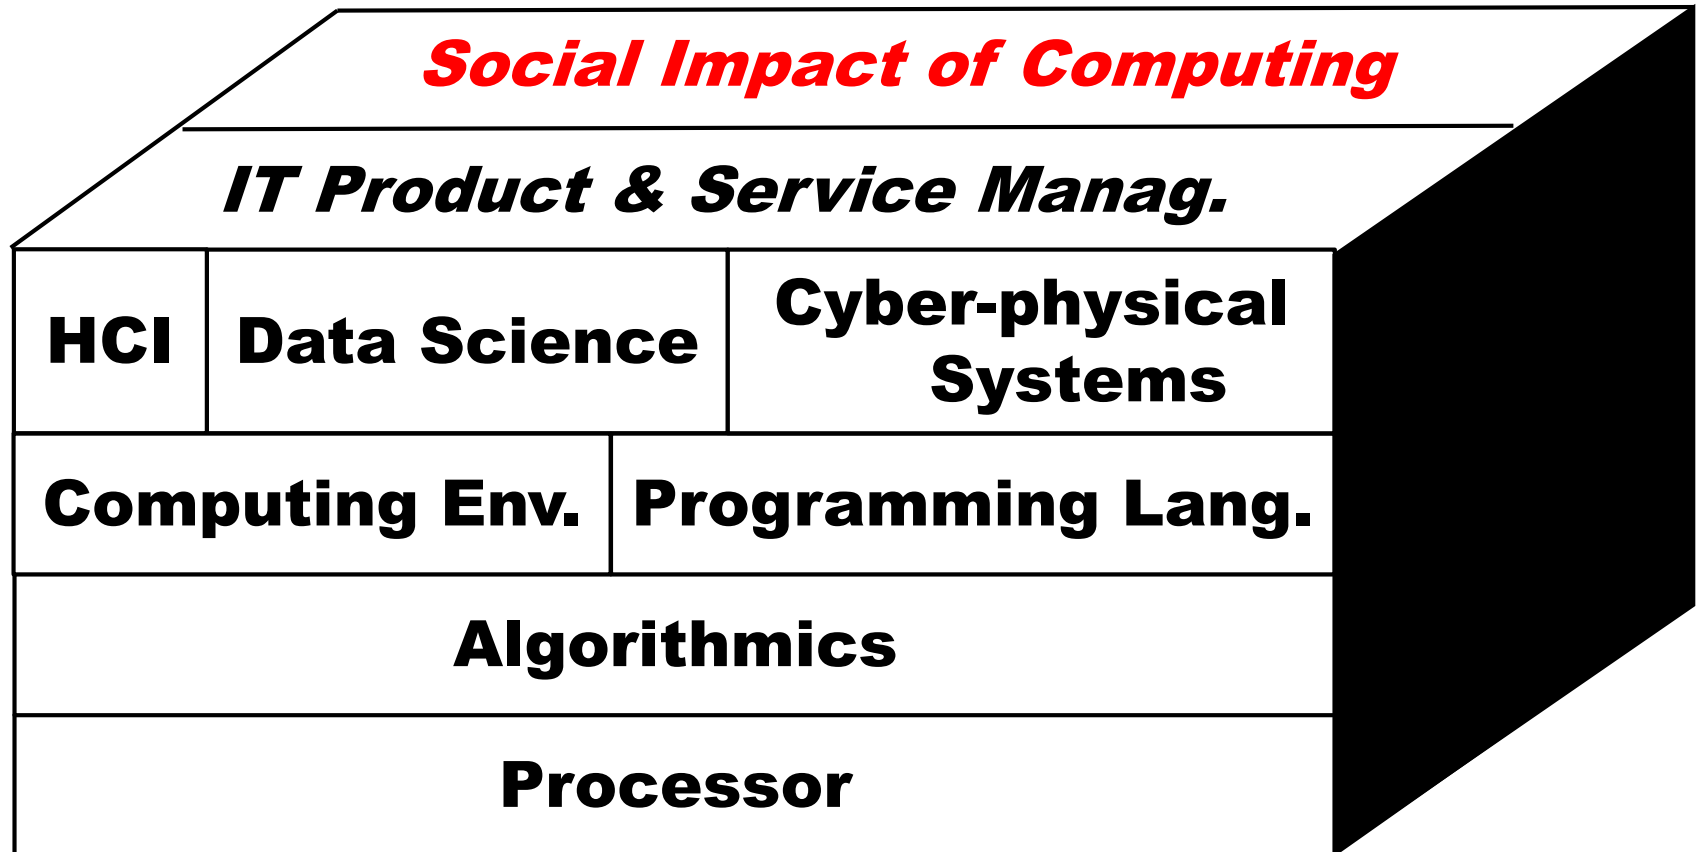 Social Impact of Computing
IT Product & Service Manag.
HCI
Data Science
Cyber-physical
Systems
Computing Env.
Programming Lang.
Algorithmics
Processor